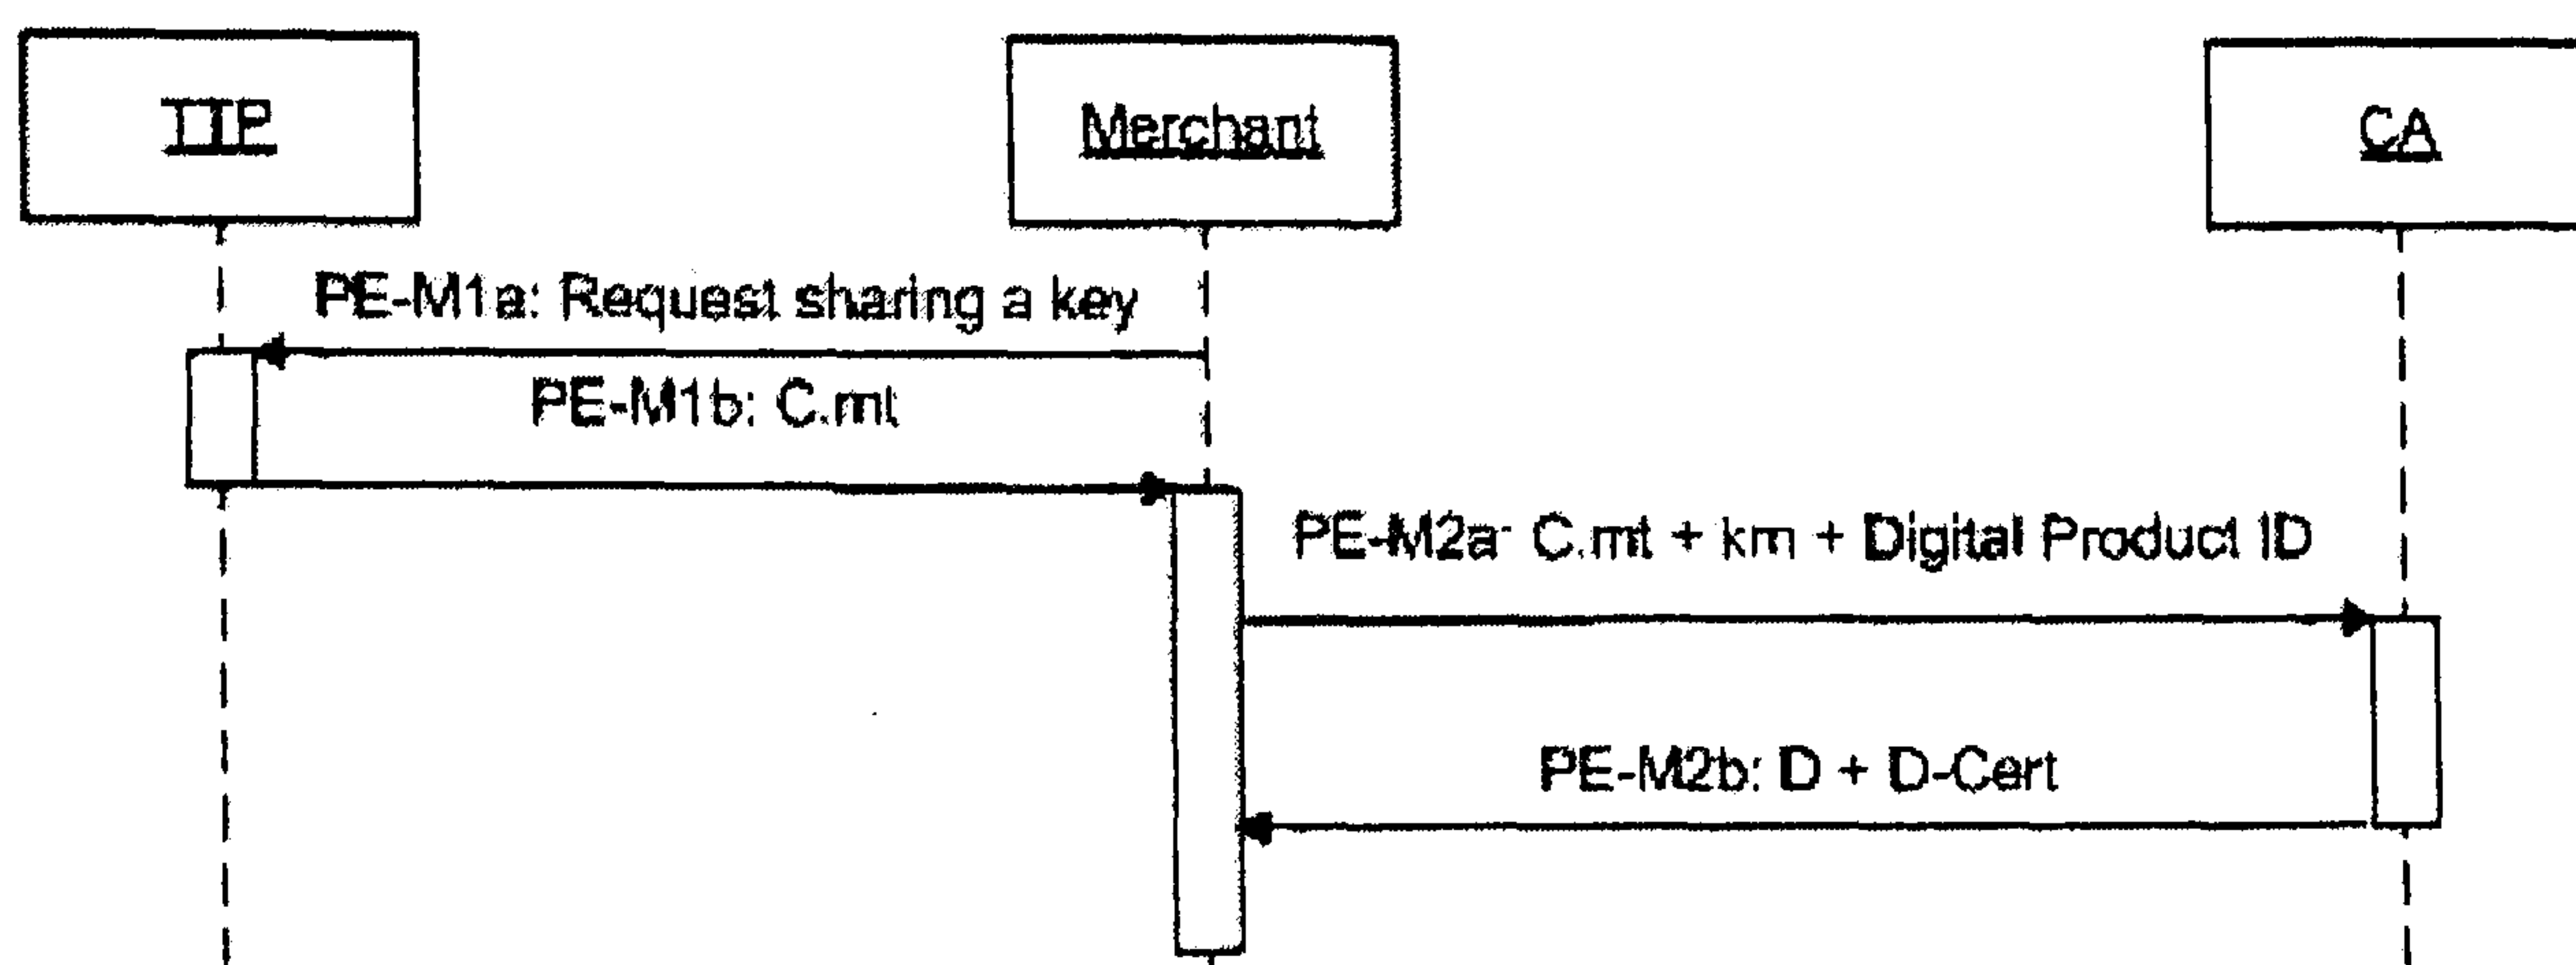 TTP
Merchant
CA
PE-M1a: Request sharing a key
PE-M1b: C.mt
PE-M2a: C.mt + km + Digital Product ID
PE-M2b: D + D-Cert